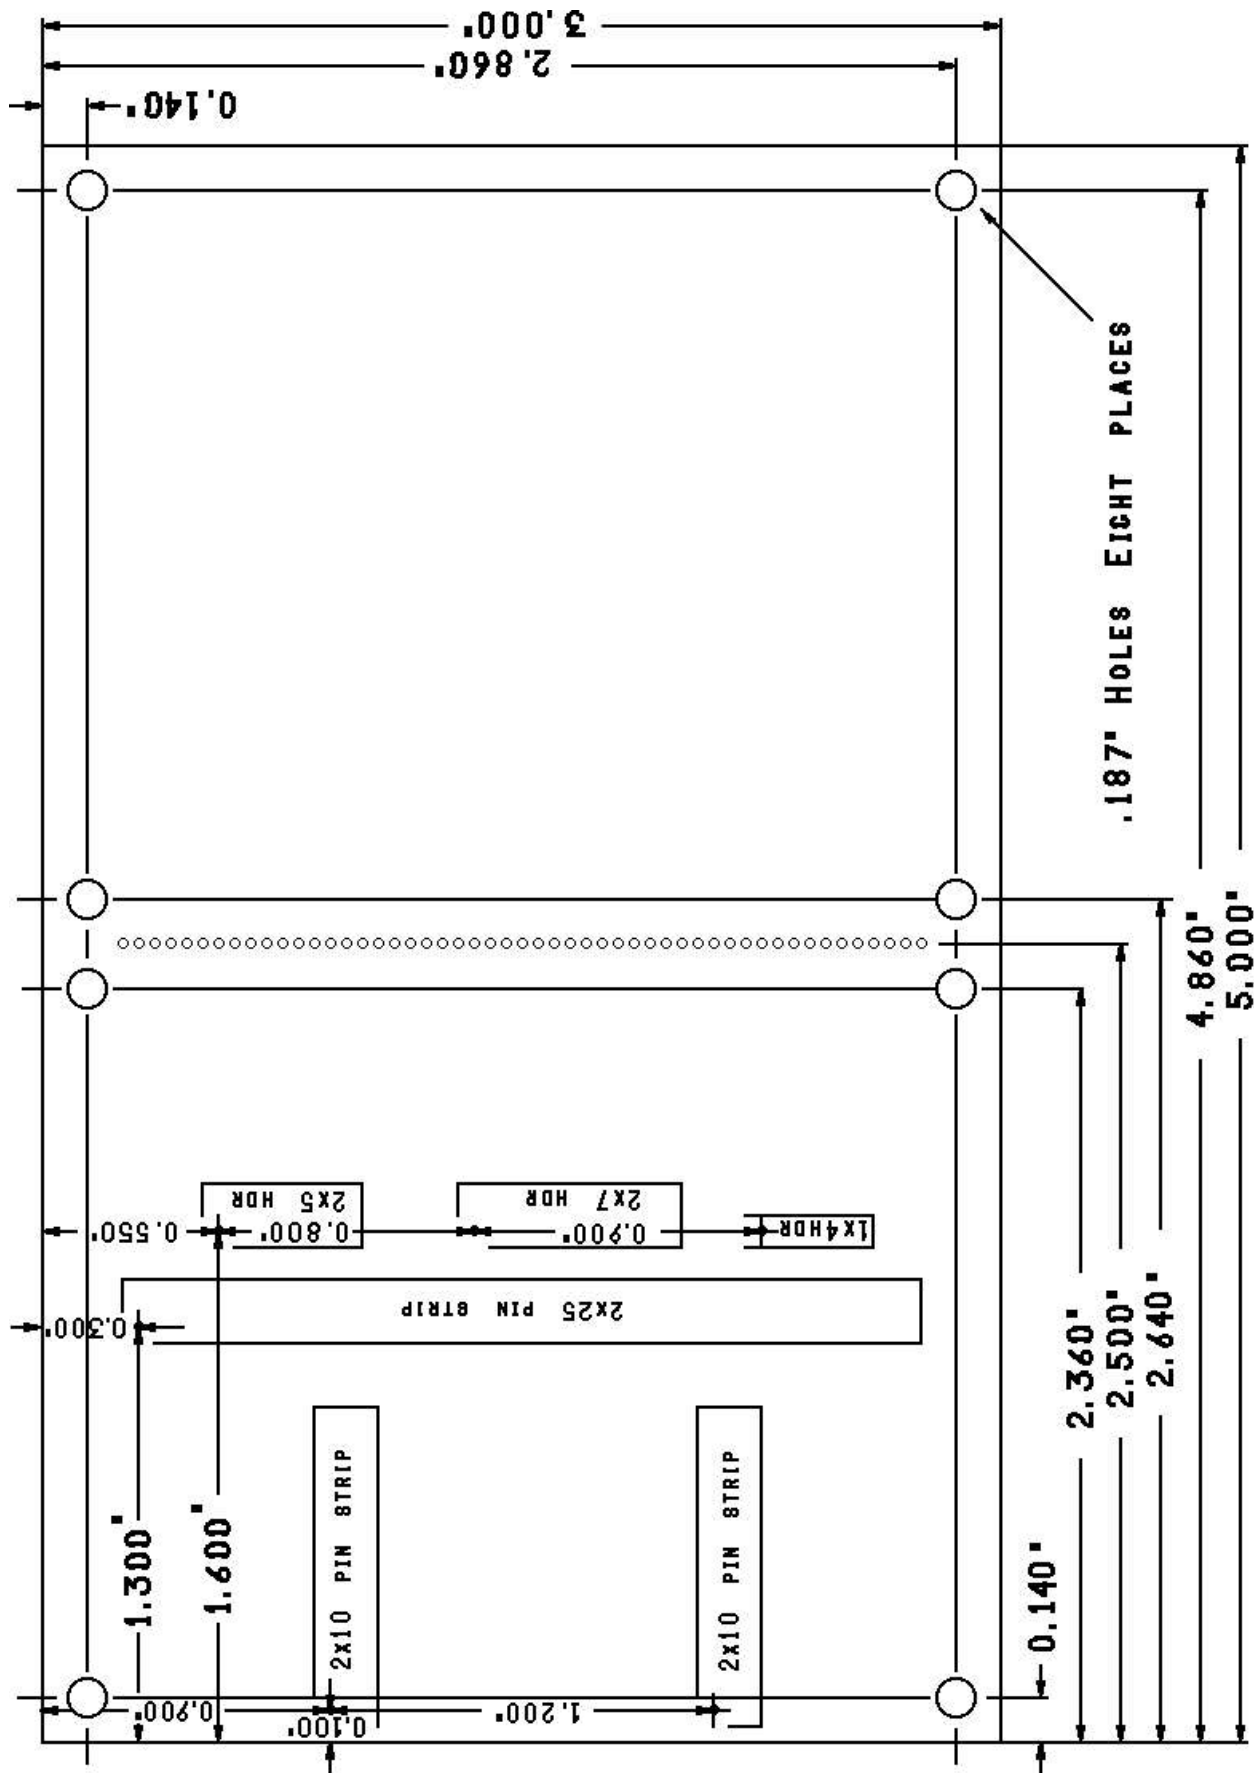 3.000"
2.860"
0.140"
.187" HOLES EIGHT PLACES
4.860"
5.000"
2X5 HDR
2X7 HDR
0.550"
0.800"
0.900"
1X4HDR
2X25 PIN STRIP
0.300"
2.360"
2.500"
2.640"
1.300"
1.600"
2X10 PIN STRIP
2X10 PIN STRIP
0.140"
0.900"
0.100"
1.200"